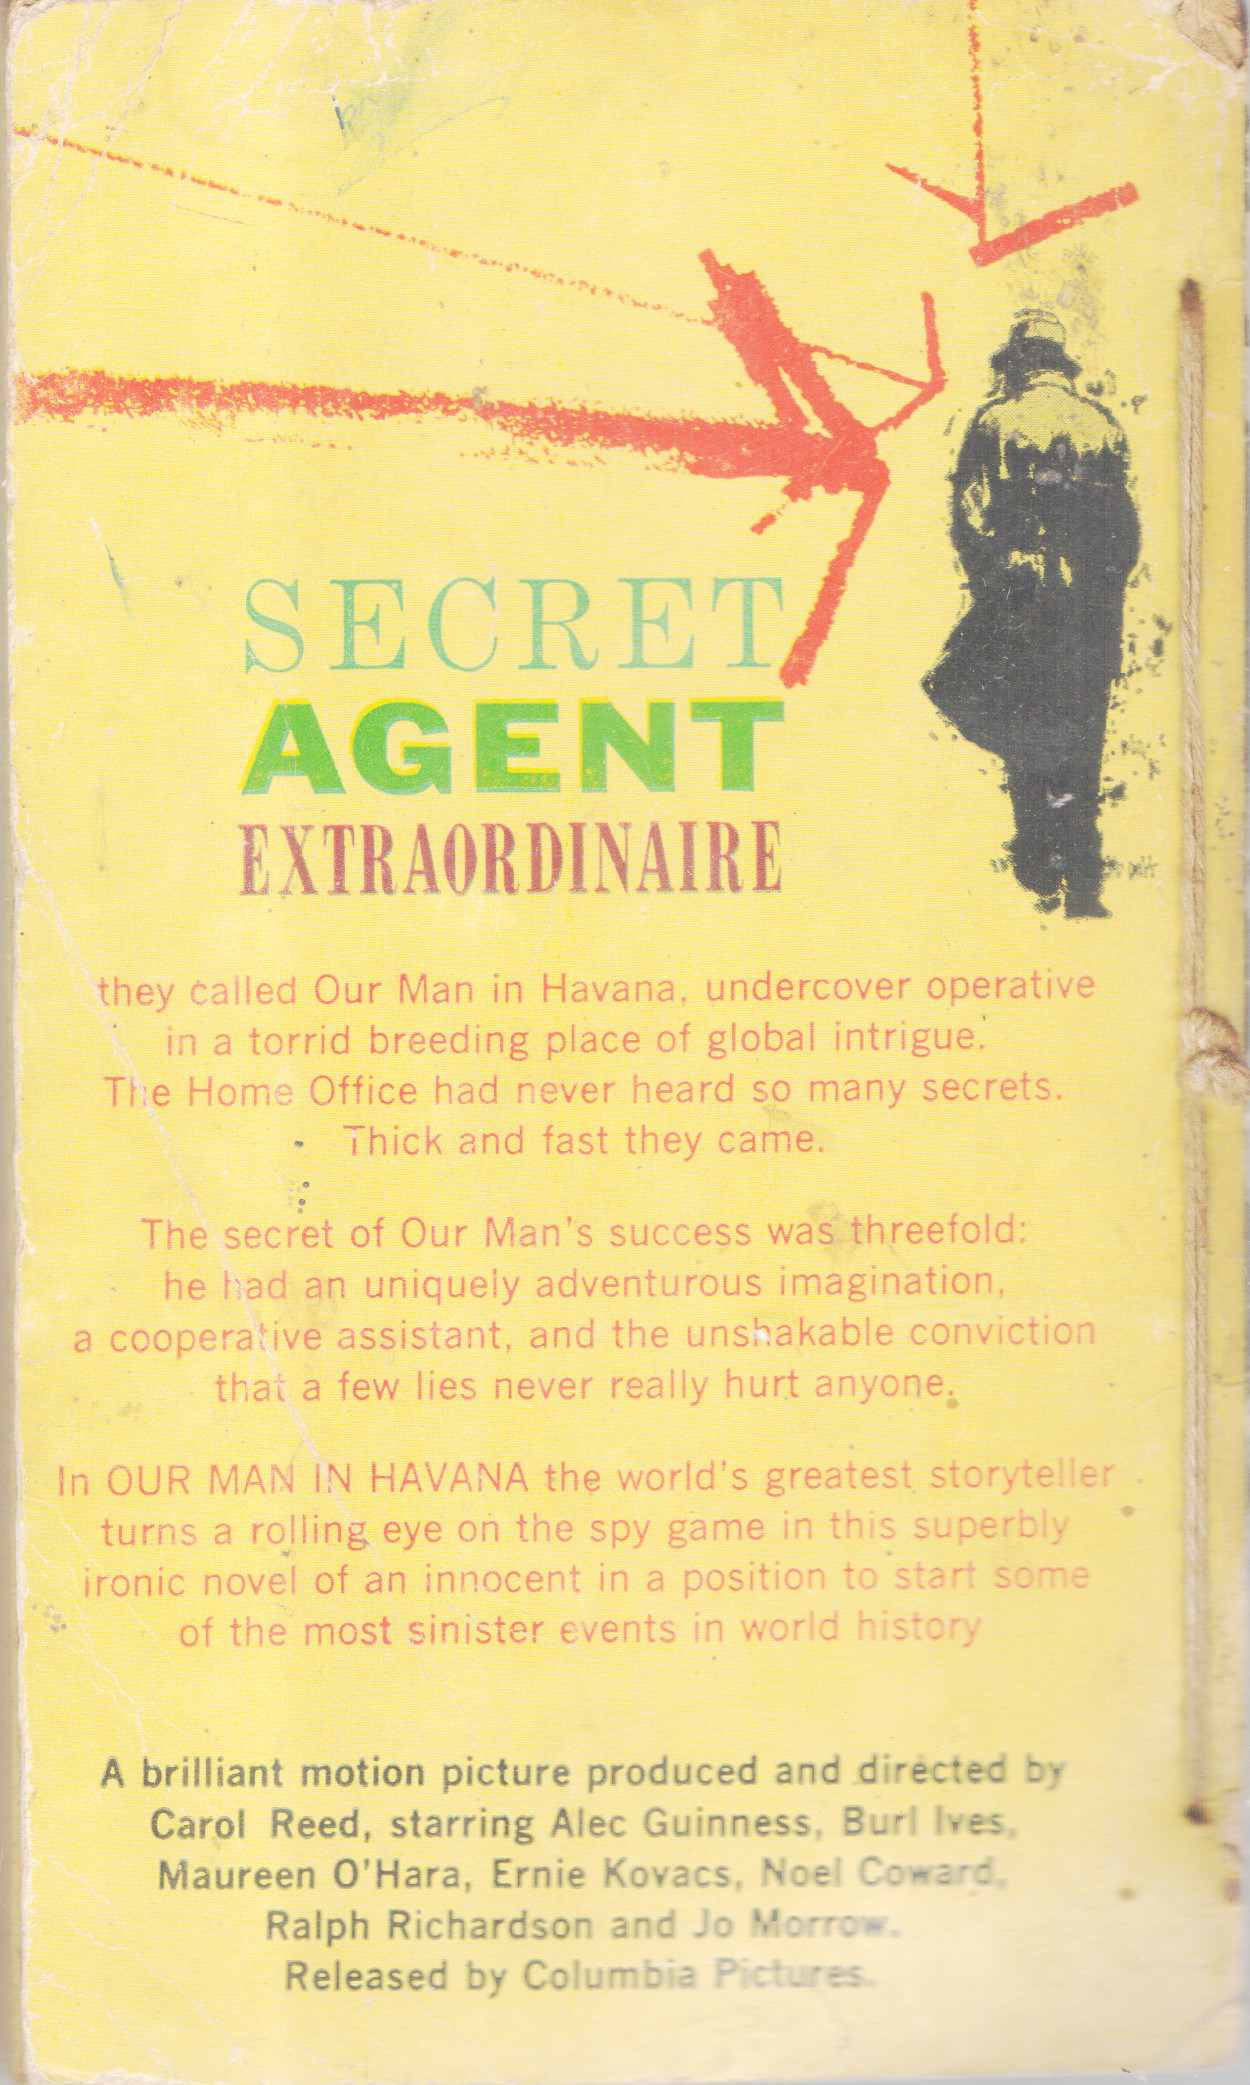 SECRET
AGENT
EXTRAORDINAIRE
they called Our Man in Havana, undercover operative
in a torrid breeding place of global intrigue.
The Home Office had never heard so many secrets.
Thick and fast they came.
The secret of Our Man's success was threefold:
he had an uniquely adventurous imagination,
a cooperative assistant, and the unshakable conviction
that a few lies never really hurt anyone.
In OUR MAN IN HAVANA the world's greatest storyteller
turns a rolling eye on the spy game in this superbly
ironic novel of an innocent in a position to start some
of the most sinister events in world history
A brilliant motion picture produced and directed by
Carol Reed, starring Alec Guinness, Burl Ives,
Maureen O'Hara, Ernie Kovacs, Noel Coward,
Ralph Richardson and Jo Morrow.
Released by Columbia Pictures.